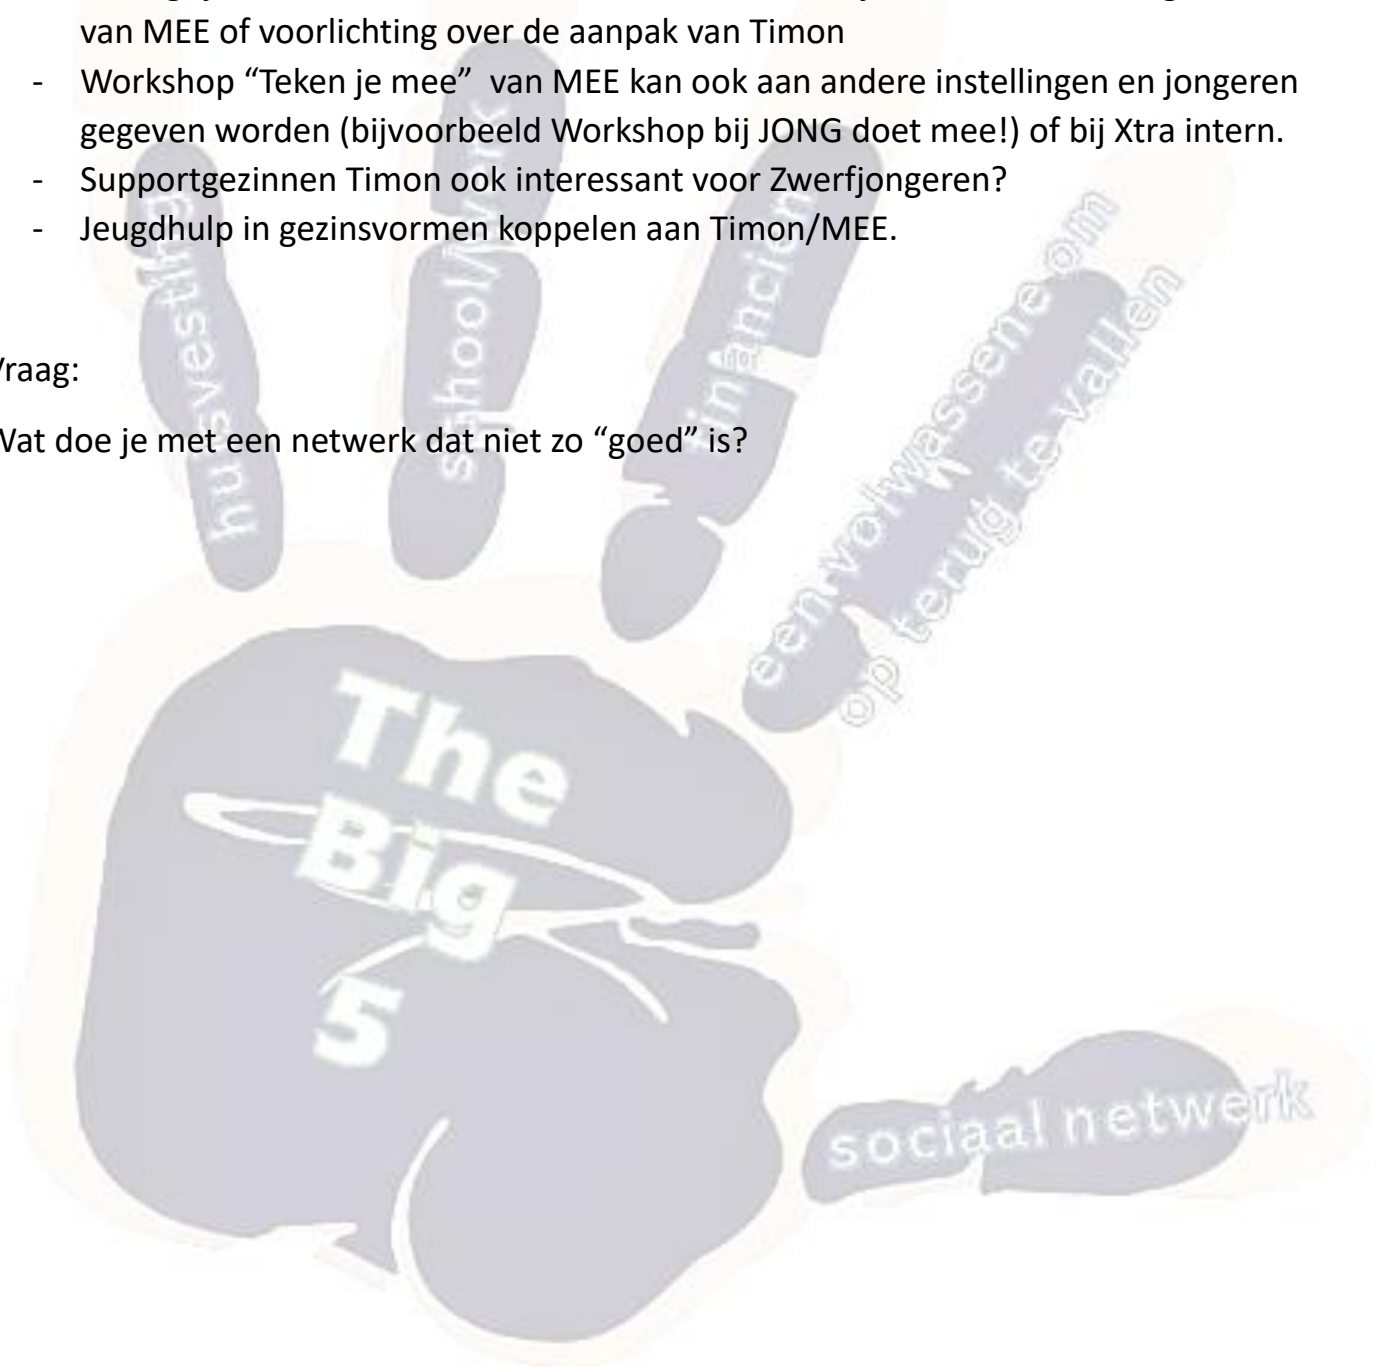 van MEE of voorlichting over de aanpak van Timon
- Workshop “Teken je mee” van MEE kan ook aan andere instellingen en jongeren
gegeven worden (bijvoorbeeld Workshop bij JONG doet mee!) of bij Xtra intern.
- Supportgezinnen Timon ook interessant voor Zwerfjongeren?
- Jeugdhulp in gezinsvormen koppelen aan Timon/MEE.
Vraag:
Wat doe je met een netwerk dat niet zo “goed” is?
huisvesting
school/werk
financien
een volwassene om
op terug te vallen
The
Big
5
sociaal netwerk